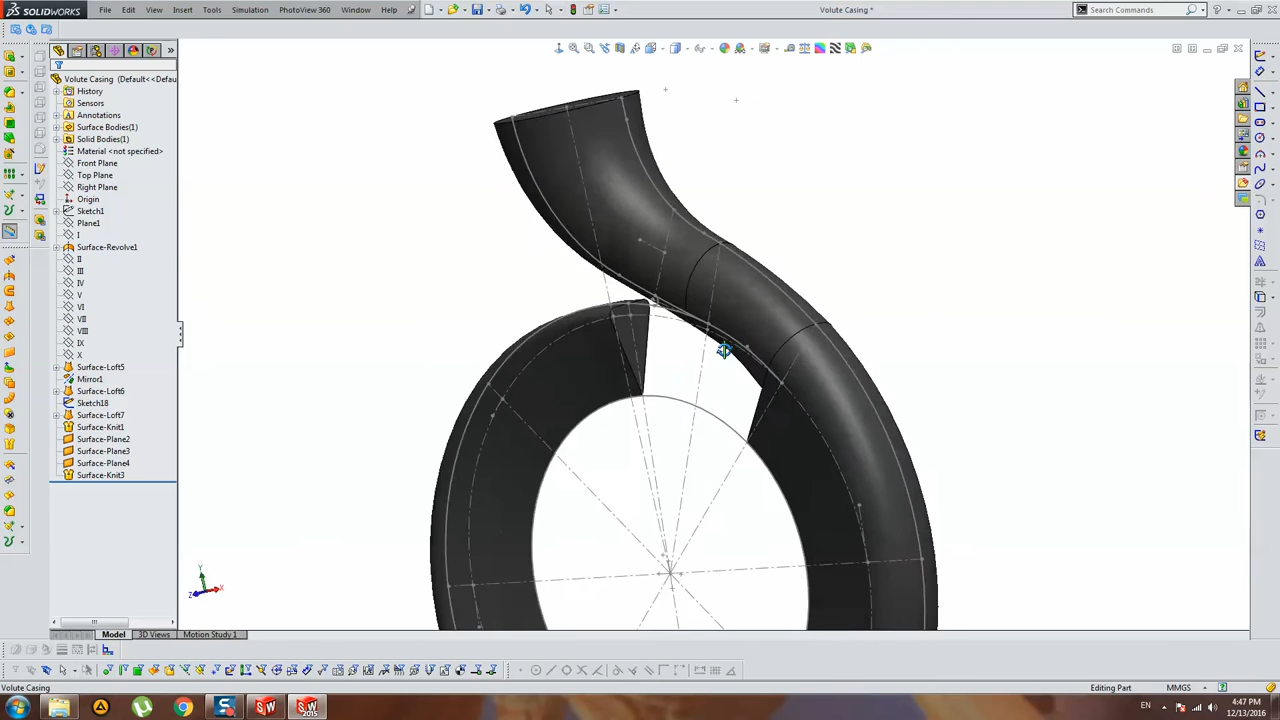 SOLIDWORKS
File
Edit
View
Insert
Tools
Simulation
PhotoView 360
Window
Help
Volute Casing *
Search Commands
Volute Casing (Default<<Defau
History
Sensors
Annotations
Surface Bodies(1)
Solid Bodies(1)
Material <not specified>
Front Plane
Top Plane
Right Plane
Origin
Sketch1
Plane1
I
Surface-Revolve1
II
III
IV
V
VI
VII
VIII
IX
X
Surface-Loft5
Mirror1
Surface-Loft6
Sketch18
Surface-Loft7
Surface-Knit1
Surface-Plane2
Surface-Plane3
Surface-Plane4
Surface-Knit3
Y
X
Z
Model
3D Views
Motion Study 1
Volute Casing
Editing Part
MMGS
EN
4:47 PM
12/13/2016